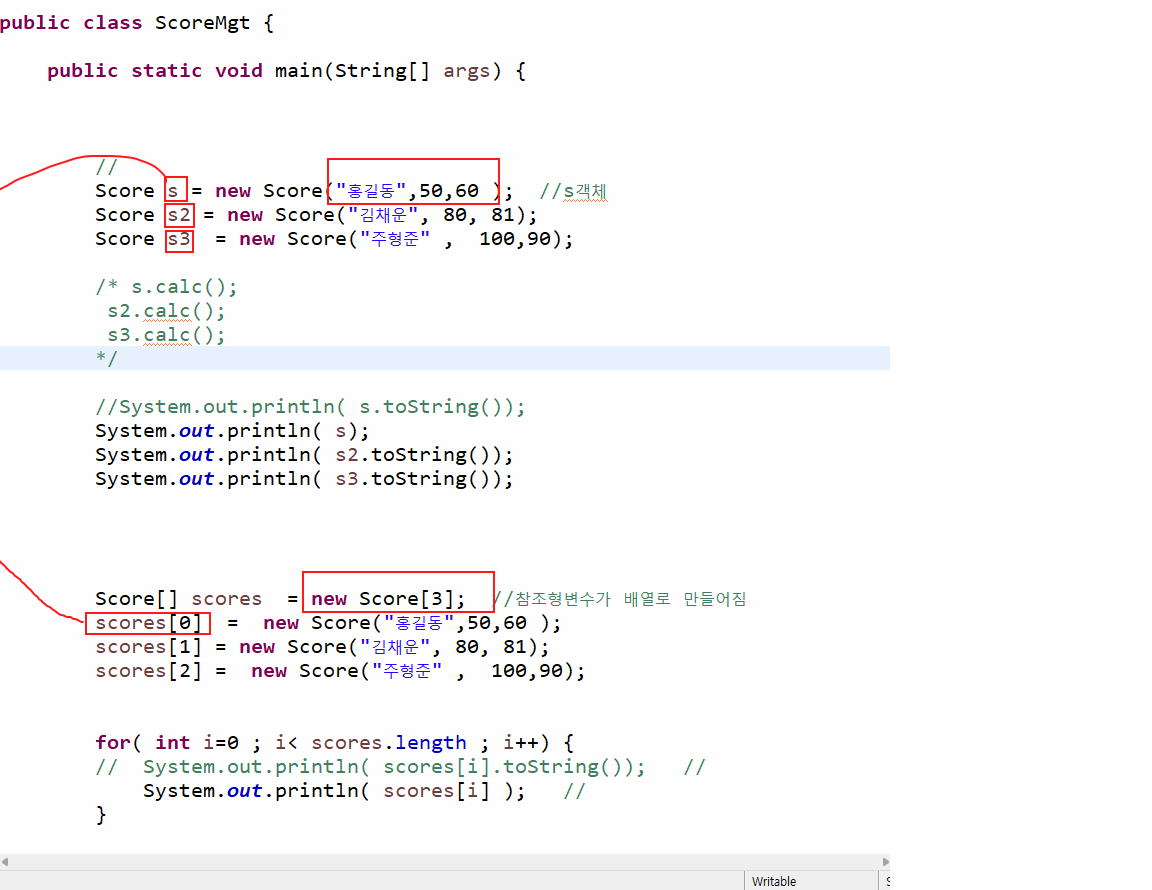 public class ScoreMgt {
public static void main(String[] args) {
//
Score s = new Score("홍길동",50,60 ); //s객체
Score s2 = new Score("김채운", 80, 81);
Score s3 = new Score("주형준" , 100,90);
/* s.calc();
s2.calc();
s3.calc();
*/
//System.out.println( s.toString());
System.out.println( s);
System.out.println( s2.toString());
System.out.println( s3.toString());
Score[] scores = new Score[3]; //참조형변수가 배열로 만들어짐
scores[0] = new Score("홍길동",50,60 );
scores[1] = new Score("김채운", 80, 81);
scores[2] = new Score("주형준" , 100,90);
for( int i=0 ; i< scores.length ; i++) {
// System.out.println( scores[i].toString()); //
System.out.println( scores[i] ); //
}
Writable